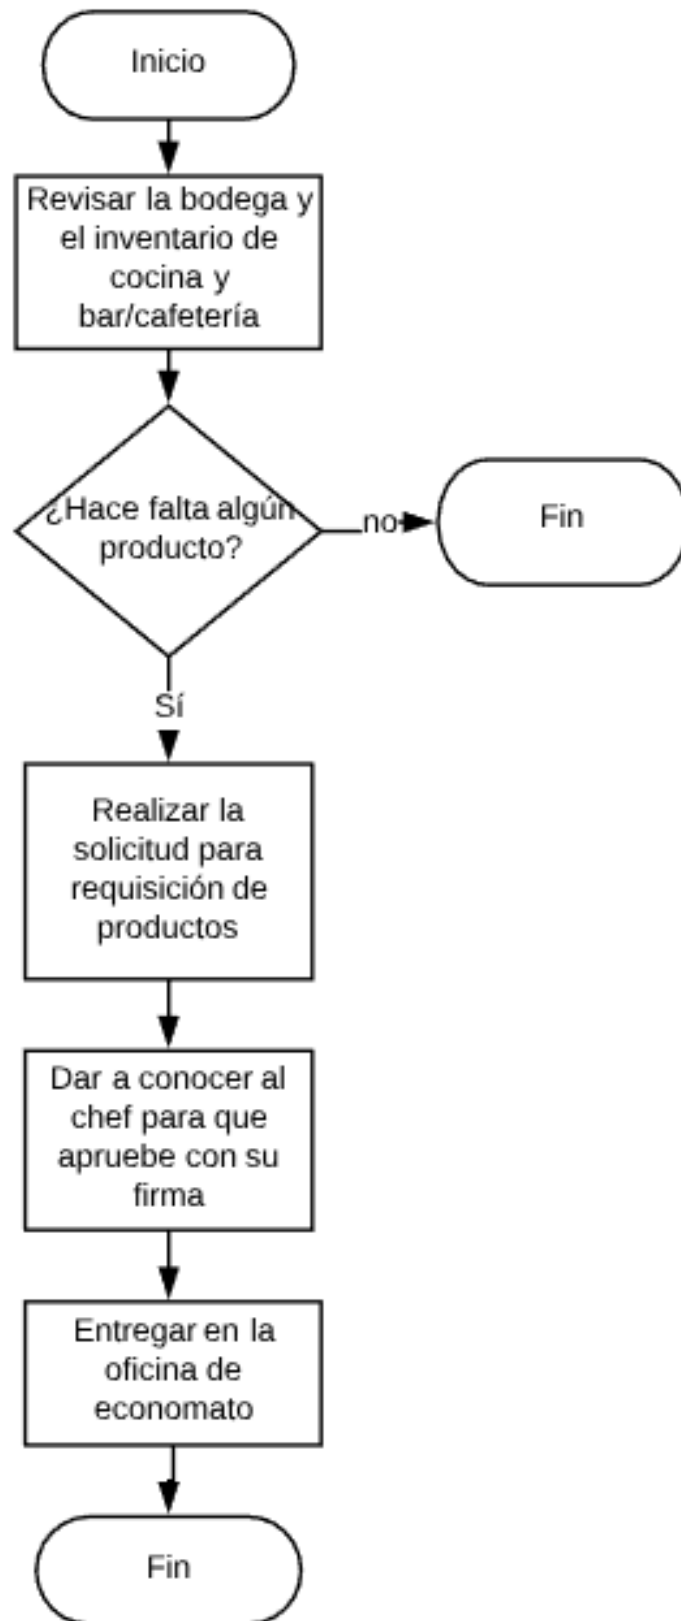 Inicio
Revisar la bodega y
el inventario de
cocina y
bar/cafetería
¿Hace falta algún
producto?
no
Fin
Sí
Realizar la
solicitud para
requisición de
productos
Dar a conocer al
chef para que
apruebe con su
firma
Entregar en la
oficina de
economato
Fin